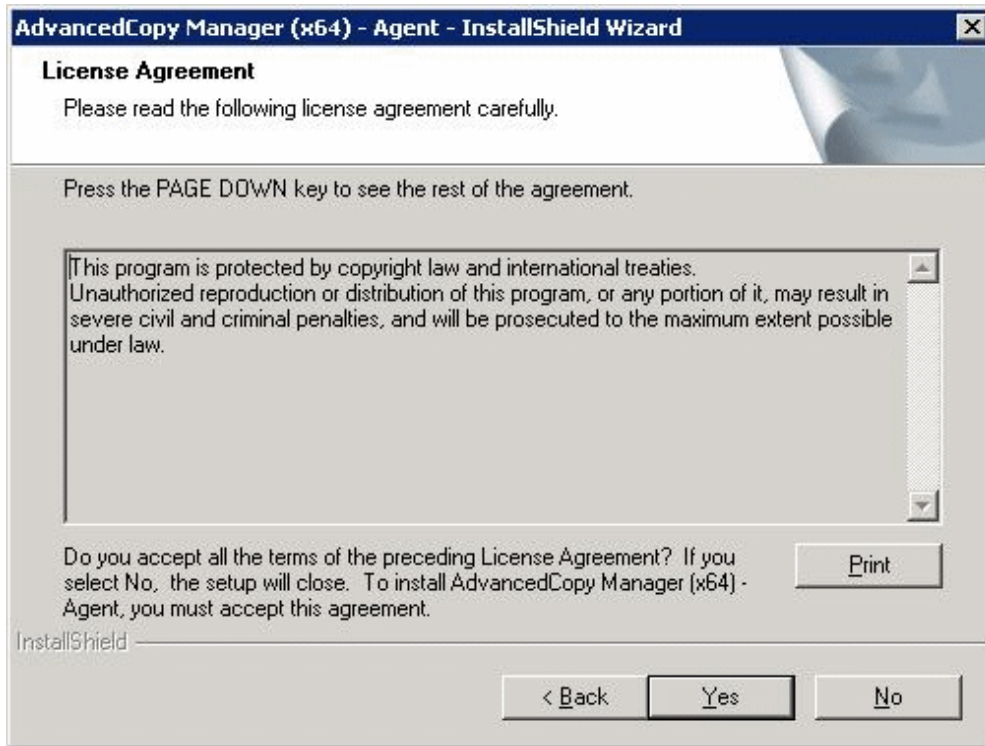 AdvancedCopy Manager (x64) - Agent - InstallShield Wizard
License Agreement
Please read the following license agreement carefully.
Press the PAGE DOWN key to see the rest of the agreement.
This program is protected by copyright law and international treaties.
Unauthorized reproduction or distribution of this program, or any portion of it, may result in
severe civil and criminal penalties, and will be prosecuted to the maximum extent possible
under law.
Do you accept all the terms of the preceding License Agreement?  If you
select No,  the setup will close.  To install AdvancedCopy Manager (x64) -
Agent, you must accept this agreement.
Print
InstallShield
< Back
Yes
No